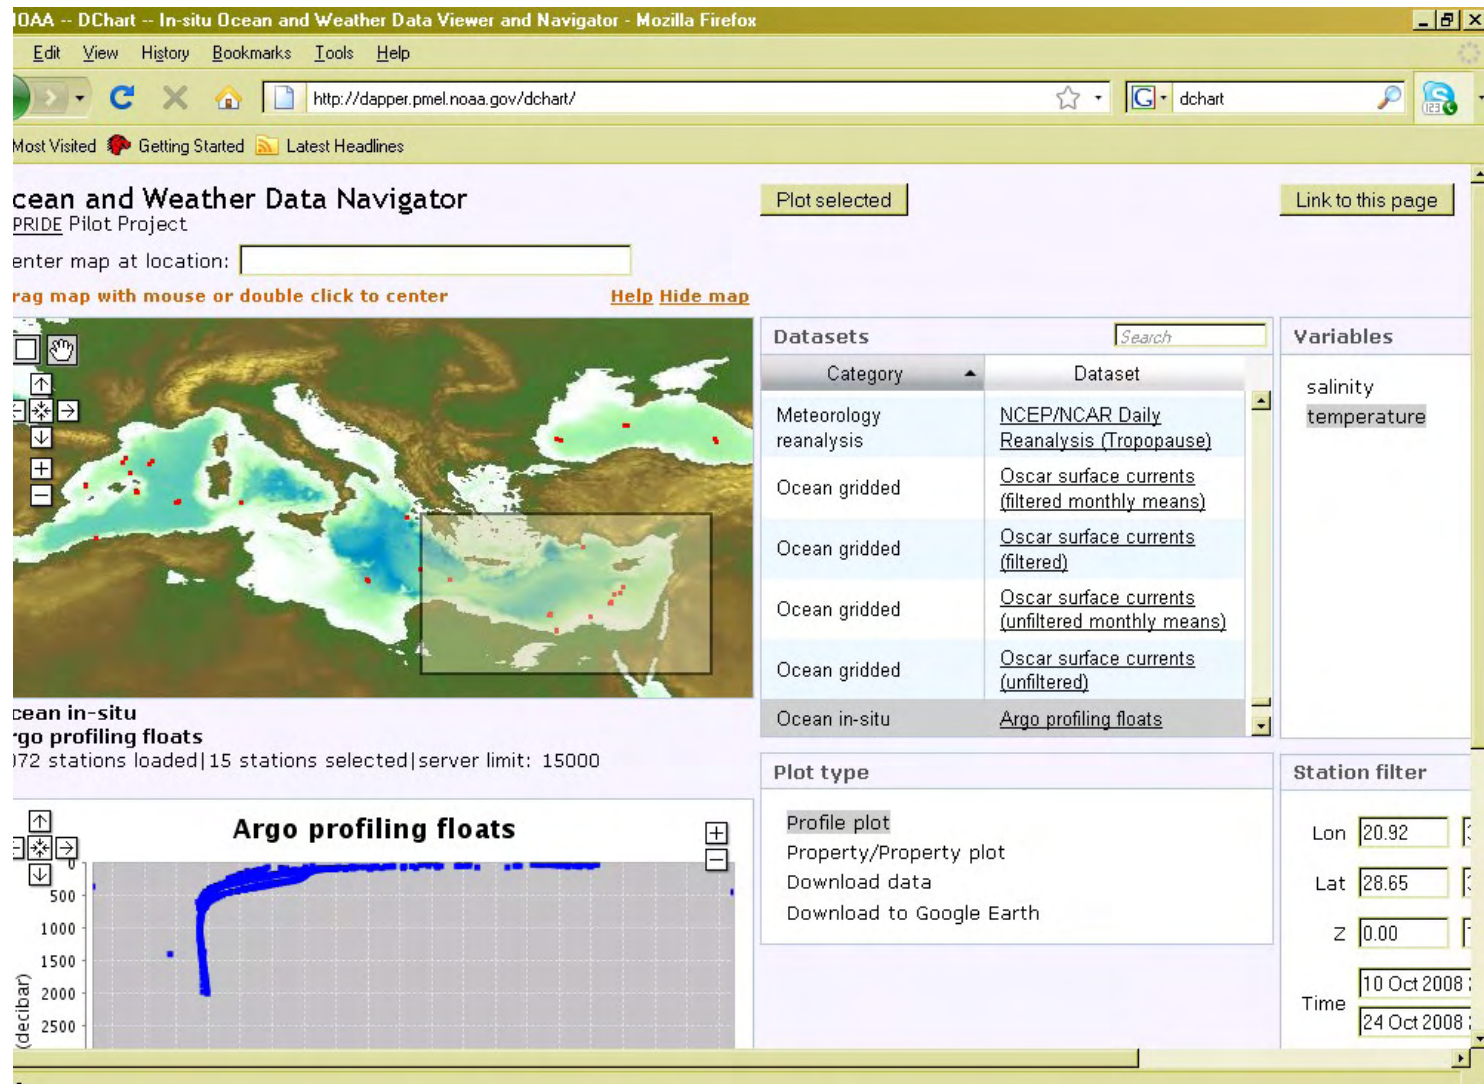 NOAA -- DChart -- In-situ Ocean and Weather Data Viewer and Navigator - Mozilla Firefox
Edit View History Bookmarks Tools Help
http://dapper.pmel.noaa.gov/dchart/
G dchart
123
Most Visited Getting Started Latest Headlines
cean and Weather Data Navigator
Plot selected
Link to this page
PRIDE Pilot Project
enter map at location:
rag map with mouse or double click to center
Help Hide map
Datasets
Search
Category Dataset
Meteorology reanalysis
NCEP/NCAR Daily
Reanalysis (Tropopause)
Ocean gridded
Oscar surface currents
(filtered monthly means)
Ocean gridded
Oscar surface currents
(filtered)
Ocean gridded
Oscar surface currents
(unfiltered monthly means)
Ocean gridded
Oscar surface currents
(unfiltered)
Ocean in-situ Argo profiling floats
Variables
salinity
temperature
cean in-situ
rgo profiling floats
072 stations loaded|15 stations selected|server limit: 15000
Argo profiling floats
0
500
1000
1500
2000
2500
(decibar)
Plot type
Profile plot
Property/Property plot
Download data
Download to Google Earth
Station filter
Lon 20.92
Lat 28.65
Z 0.00
Time
10 Oct 2008
24 Oct 2008